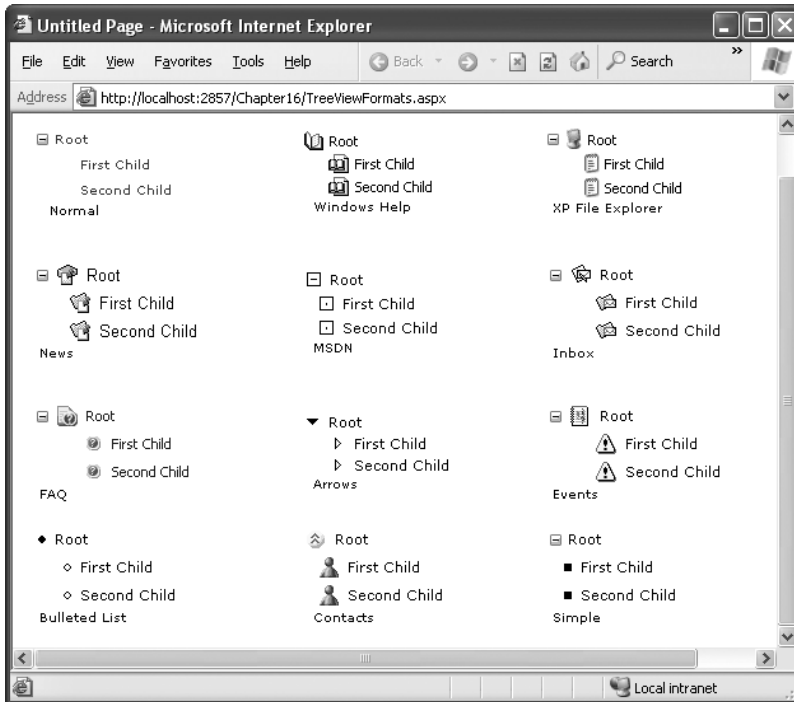 Untitled Page - Microsoft Internet Explorer
File Edit View Favorites Tools Help Back Search »
Address http://localhost:2857/Chapter16/TreeViewFormats.aspx
Root
First Child
Second Child
Normal
Root
First Child
Second Child
Windows Help
Root
First Child
Second Child
XP File Explorer
Root
First Child
Second Child
News
Root
First Child
Second Child
MSDN
Root
First Child
Second Child
Inbox
Root
First Child
Second Child
FAQ
Root
First Child
Second Child
Arrows
Root
First Child
Second Child
Events
Root
First Child
Second Child
Bulleted List
Root
First Child
Second Child
Contacts
Root
First Child
Second Child
Simple
Local intranet